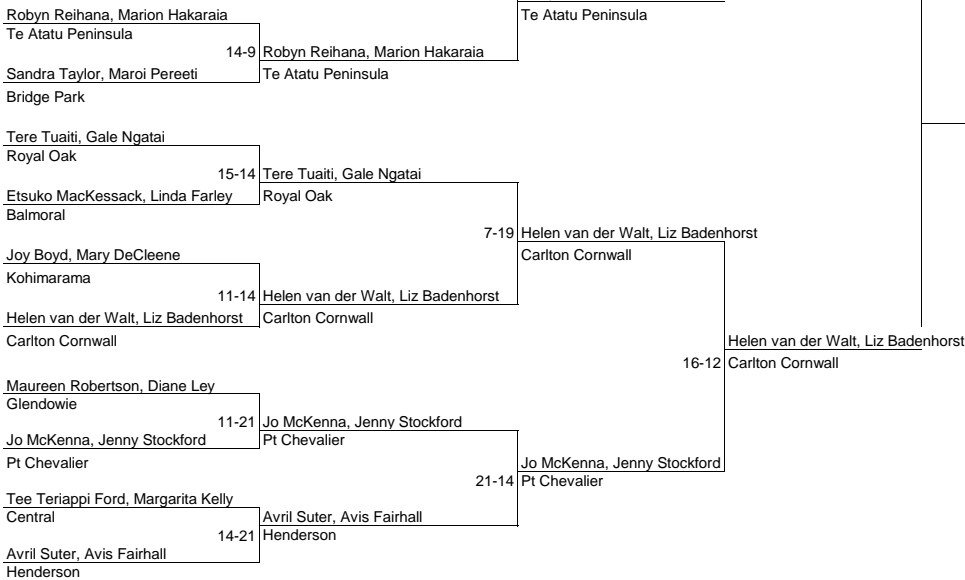 Te Atatu Peninsula
Robyn Reihana, Marion Hakaraia
Te Atatu Peninsula
14-9 Robyn Reihana, Marion Hakaraia
Te Atatu Peninsula
Sandra Taylor, Maroi Pereeti
Bridge Park
Tere Tuaiti, Gale Ngatai
Royal Oak
15-14 Tere Tuaiti, Gale Ngatai
Royal Oak
Etsuko MacKessack, Linda Farley
Balmoral
7-19 Helen van der Walt, Liz Badenhorst
Carlton Cornwall
Joy Boyd, Mary DeCleene
Kohimarama
11-14 Helen van der Walt, Liz Badenhorst
Carlton Cornwall
Helen van der Walt, Liz Badenhorst
Carlton Cornwall
Helen van der Walt, Liz Badenhorst
16-12 Carlton Cornwall
Maureen Robertson, Diane Ley
Glendowie
11-21 Jo McKenna, Jenny Stockford
Pt Chevalier
Jo McKenna, Jenny Stockford
Pt Chevalier
Jo McKenna, Jenny Stockford
21-14 Pt Chevalier
Tee Teriappi Ford, Margarita Kelly
Central
Avril Suter, Avis Fairhall
14-21 Henderson
Avril Suter, Avis Fairhall
Henderson